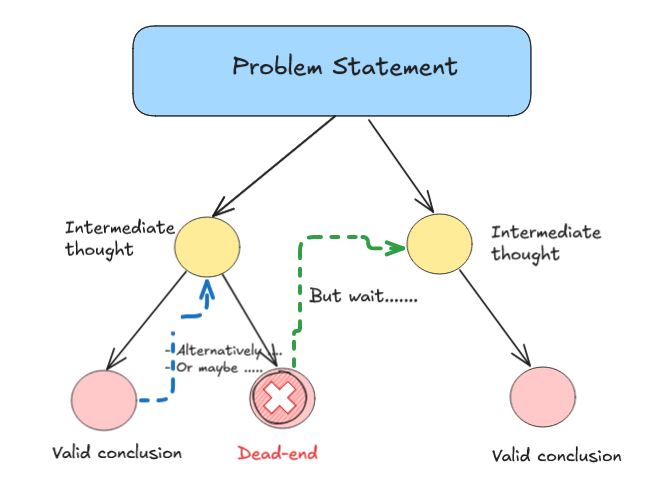 Problem Statement
Intermediate
thought
Intermediate
thought
But wait.......
- Alternatively ....
- Or maybe .....
Valid conclusion
Dead-end
Valid conclusion